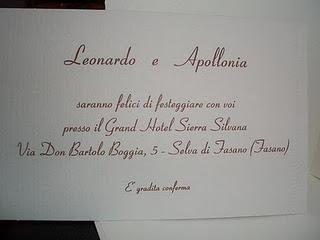 Leonardo e Apollonia
saranno felici di festeggiare con voi
presso il Grand Hotel Sierra Silvana
Via Don Bartolo Boggia, 5 - Selva di Fasano (Fasano)
E' gradita conferma